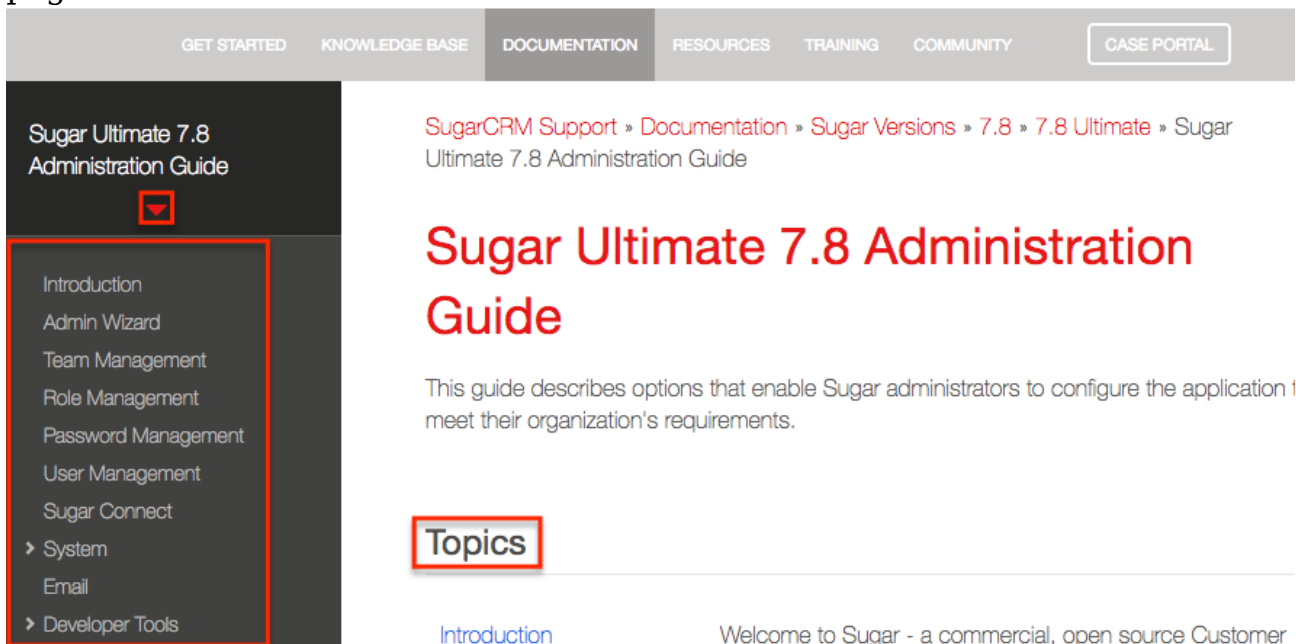 GET STARTED KNOWLEDGE BASE DOCUMENTATION RESOURCES TRAINING COMMUNITY CASE PORTAL
Sugar Ultimate 7.8
Administration Guide
Introduction
Admin Wizard
Team Management
Role Management
Password Management
User Management
Sugar Connect
> System
Email
> Developer Tools
SugarCRM Support » Documentation » Sugar Versions » 7.8 » 7.8 Ultimate » Sugar
Ultimate 7.8 Administration Guide
Sugar Ultimate 7.8 Administration
Guide
This guide describes options that enable Sugar administrators to configure the application
meet their organization's requirements.
Topics
Introduction Welcome to Sugar - a commercial, open source Customer